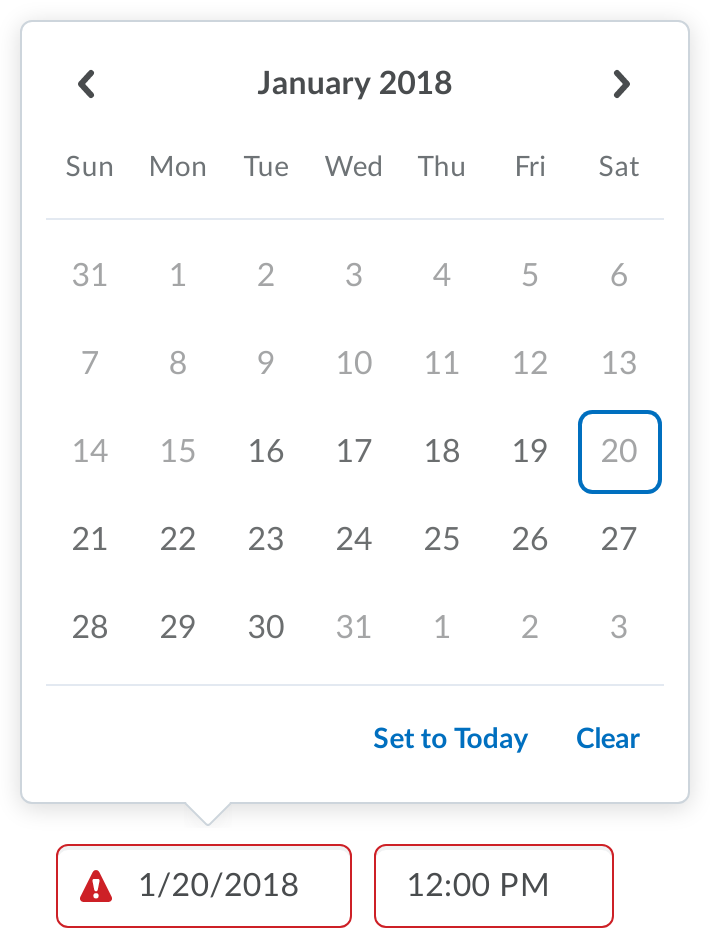 January 2018
Sun Mon Tue Wed Thu Fri Sat
31 1 2 3 4 5 6
7 8 9 10 11 12 13
14 15 16 17 18 19 20
21 22 23 24 25 26 27
28 29 30 31 1 2 3
Set to Today Clear
1/20/2018 12:00 PM